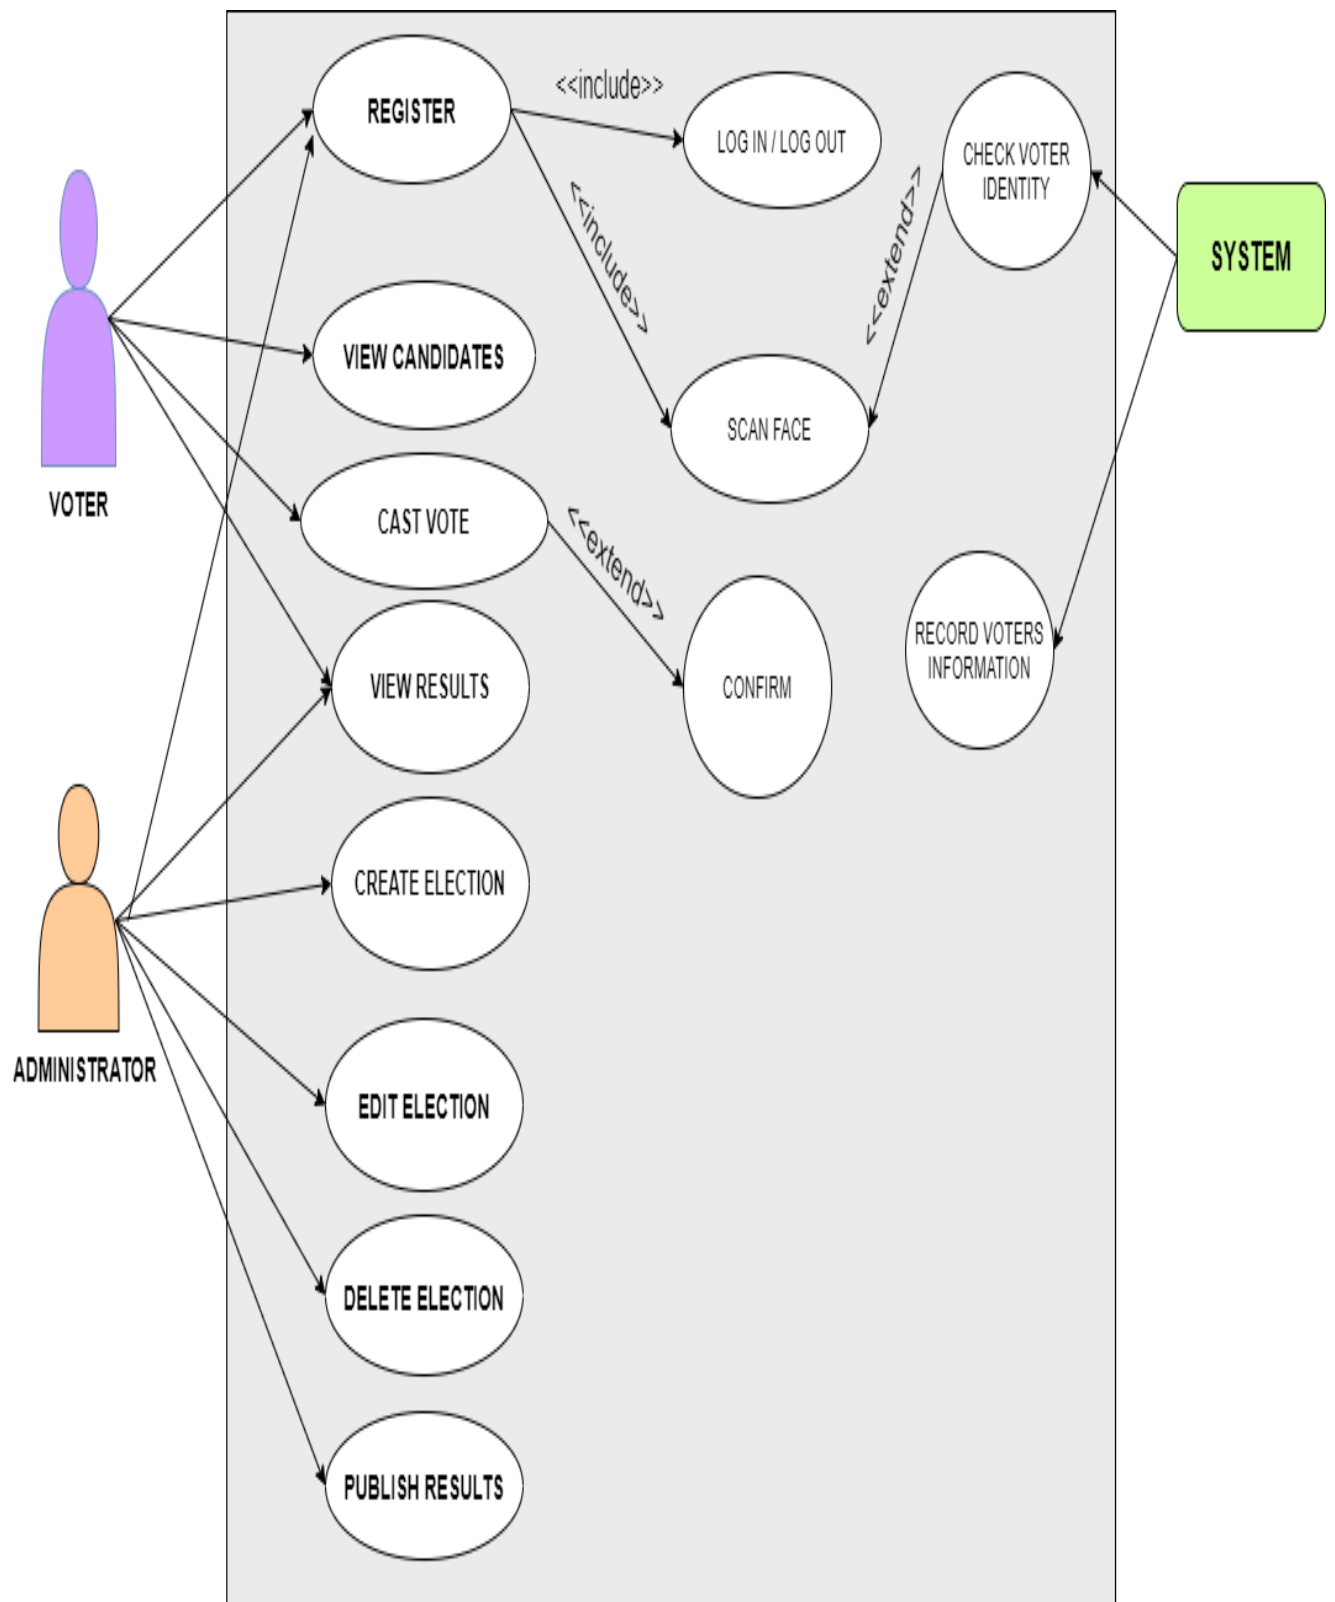 REGISTER
<<include>>
LOG IN / LOG OUT
CHECK VOTER
IDENTITY
SYSTEM
<<include>>
<<extend>>
VIEW CANDIDATES
SCAN FACE
VOTER
CAST VOTE
<<extend>>
RECORD VOTERS
INFORMATION
VIEW RESULTS
CONFIRM
CREATE ELECTION
ADMINISTRATOR
EDIT ELECTION
DELETE ELECTION
PUBLISH RESULTS